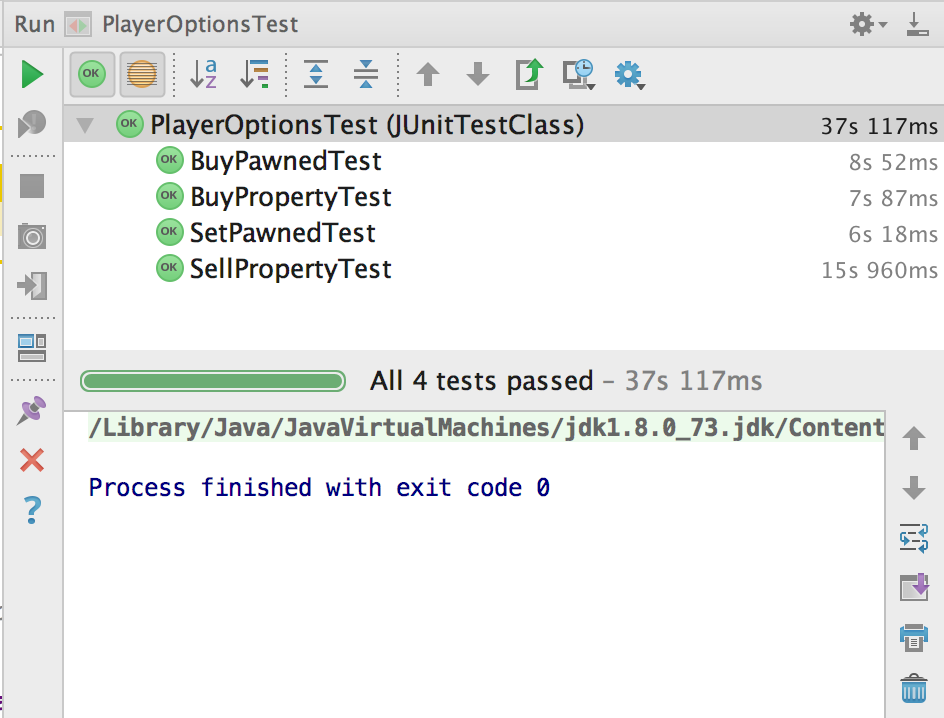 Run PlayerOptionsTest
OK
a
z
OK PlayerOptionsTest (JUnitTestClass) 37s 117ms
OK BuyPawnedTest 8s 52ms
OK BuyPropertyTest 7s 87ms
OK SetPawnedTest 6s 18ms
OK SellPropertyTest 15s 960ms
All 4 tests passed – 37s 117ms
/Library/Java/JavaVirtualMachines/jdk1.8.0_73.jdk/Content
Process finished with exit code 0
?